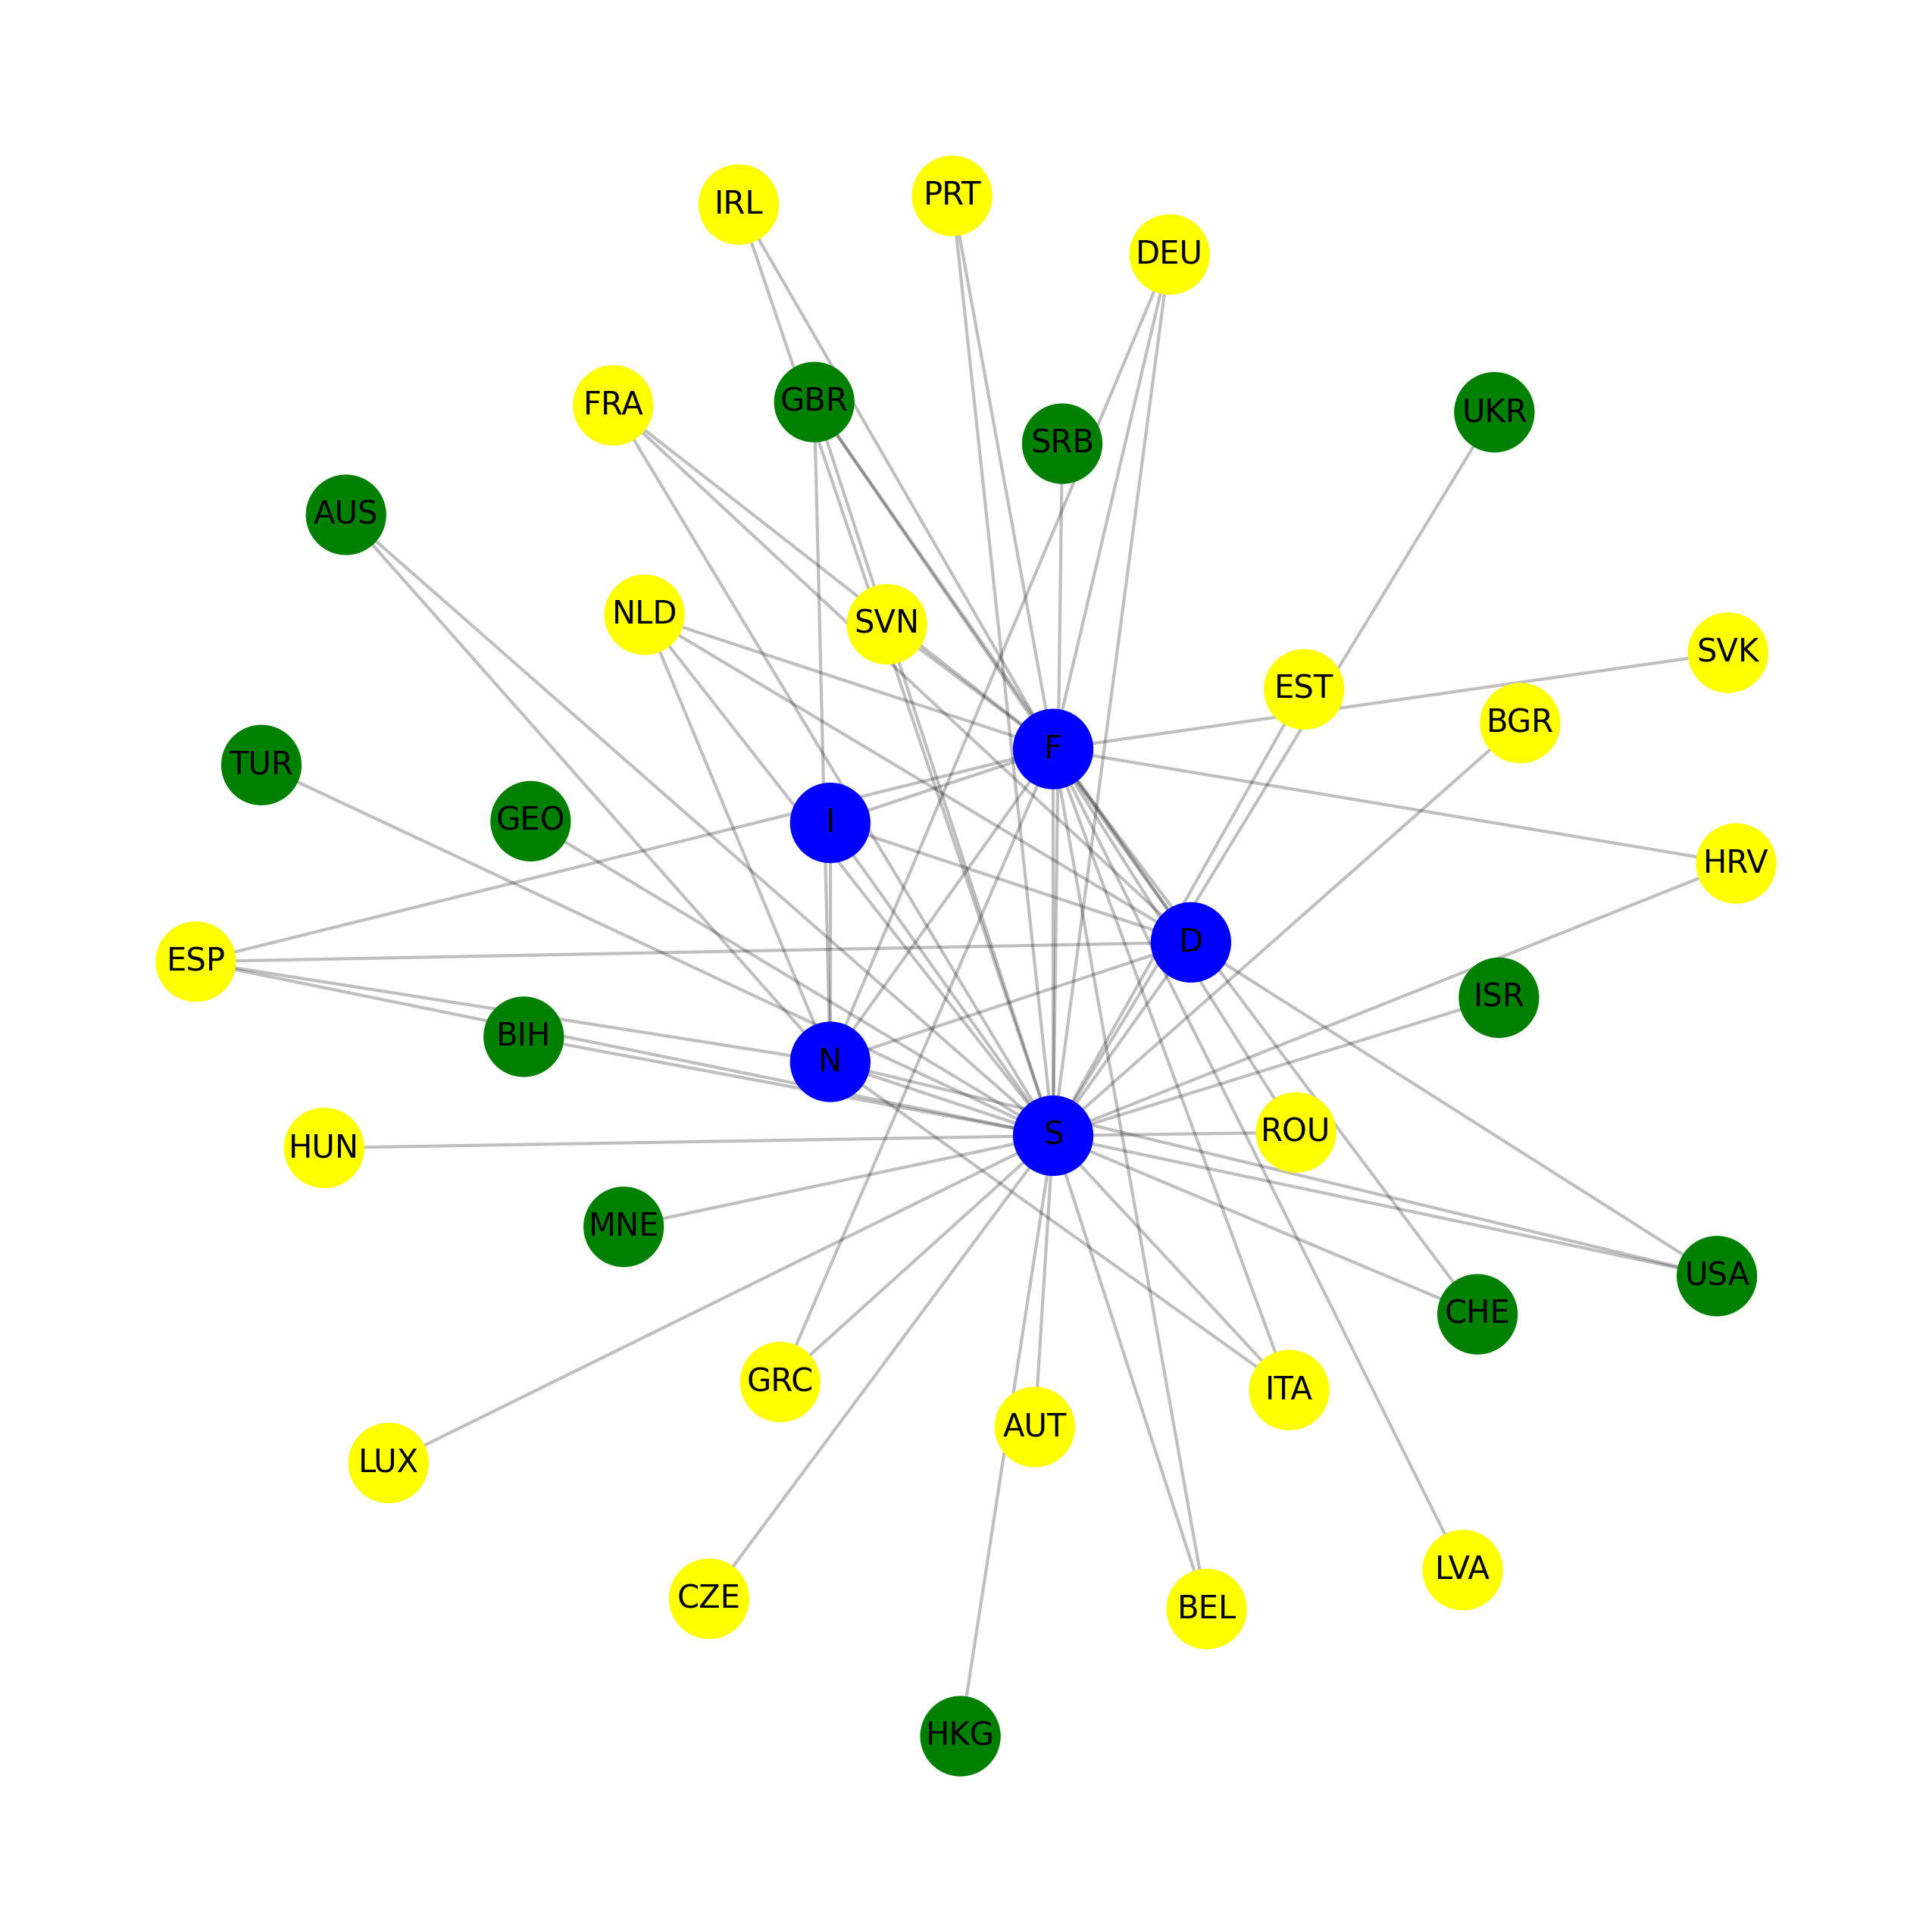 PRT
IRL
DEU
GBR
FRA
UKR
SRB
AUS
NLD
SVN
SVK
EST
BGR
F
TUR
GEO
I
HRV
D
ESP
ISR
BIH
N
ROU
S
HUN
MNE
USA
CHE
GRC
ITA
AUT
LUX
LVA
CZE
BEL
HKG